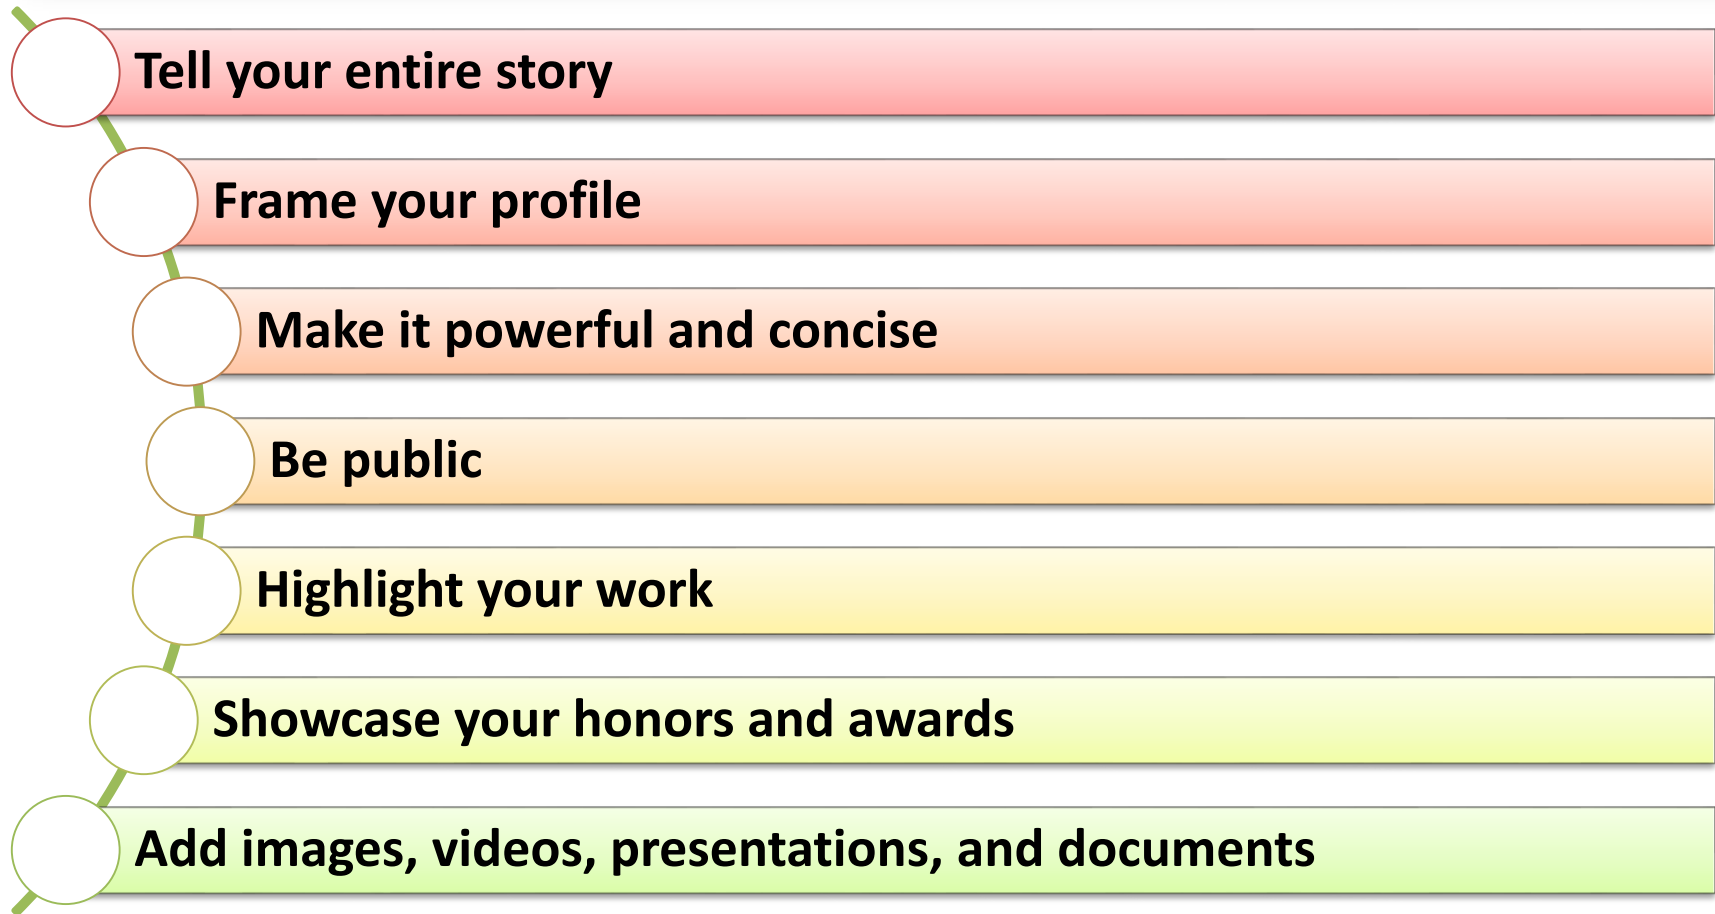 Tell your entire story
Frame your profile
Make it powerful and concise
Be public
Highlight your work
Showcase your honors and awards
Add images, videos, presentations, and documents